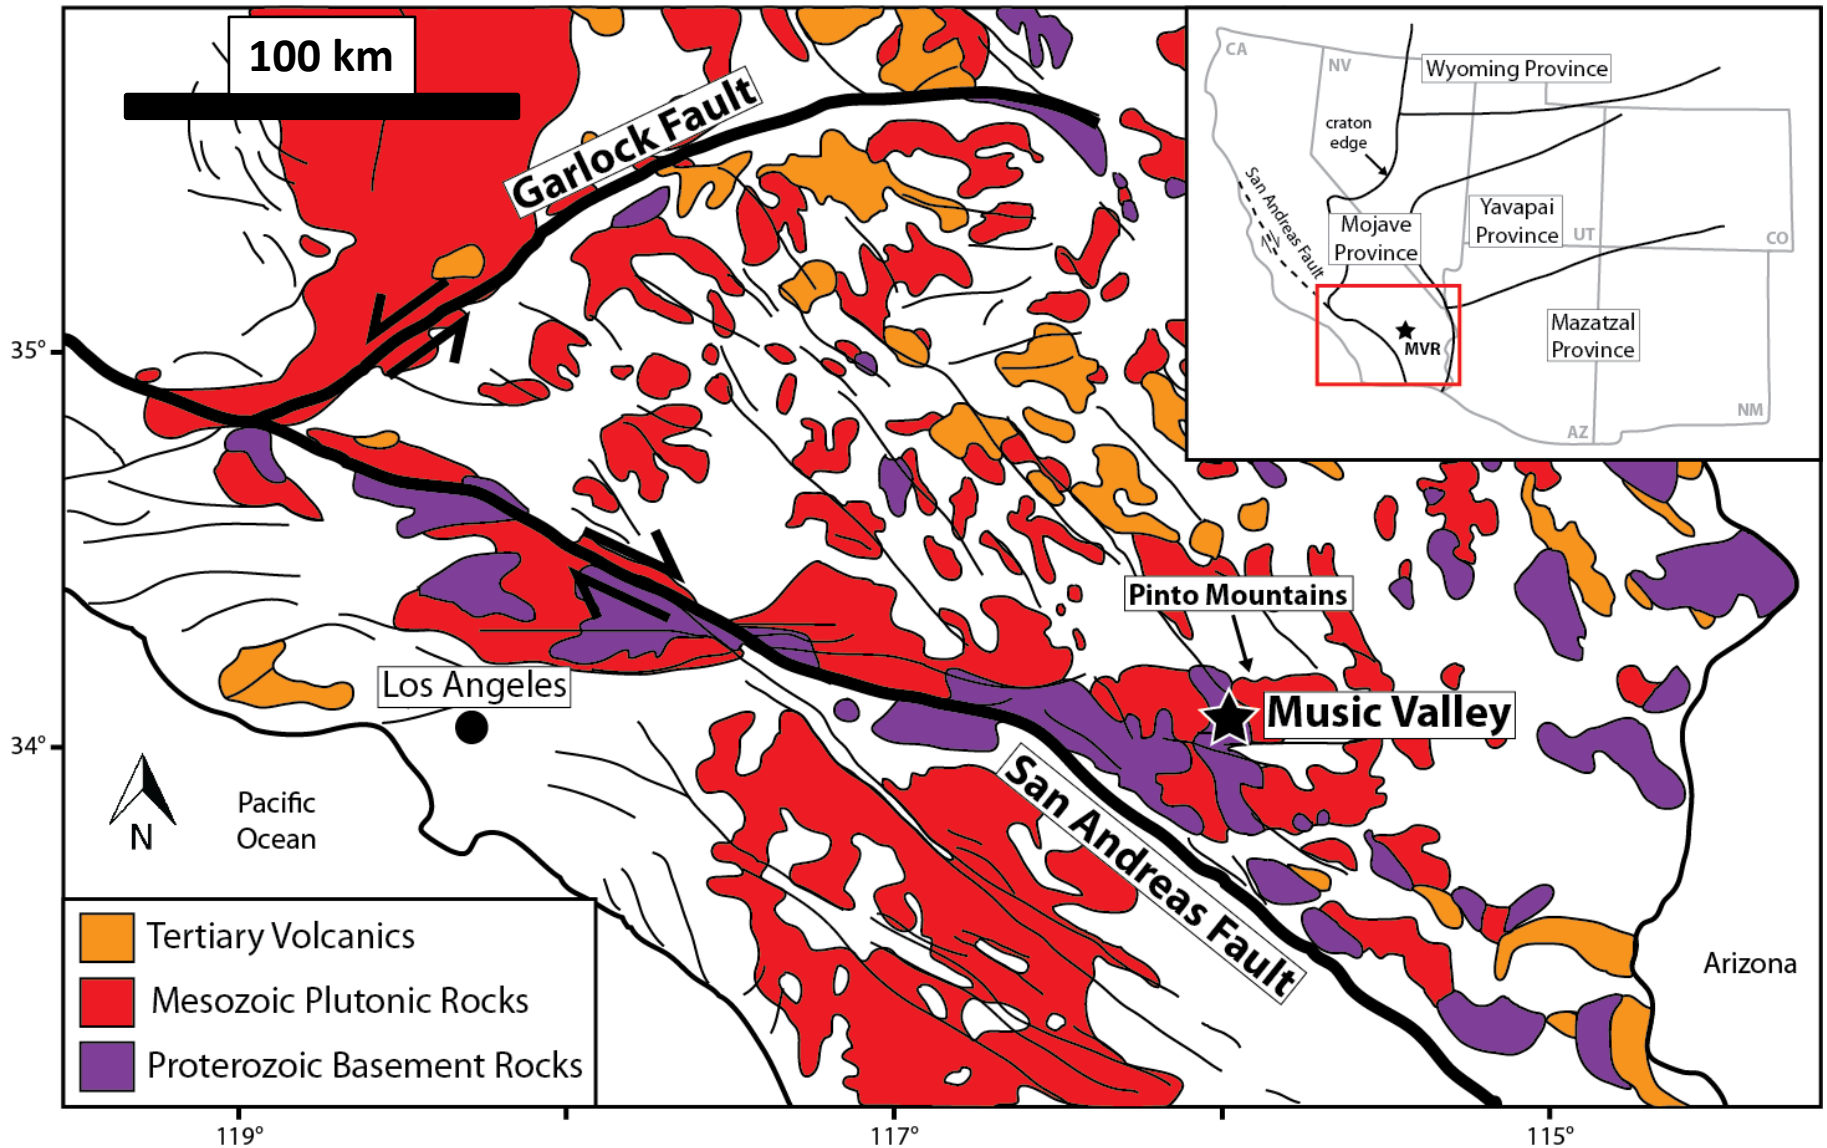 100 km
Garlock Fault
CA
NV
Wyoming Province
craton
edge
San Andreas Fault
Mojave
Province
Yavapai
Province
UT
CO
MVR
Mazatzal
Province
AZ
NM
35°
34°
Pinto Mountains
Music Valley
Los Angeles
San Andreas Fault
N
Pacific
Ocean
Arizona
Tertiary Volcanics
Mesozoic Plutonic Rocks
Proterozoic Basement Rocks
119°
117°
115°